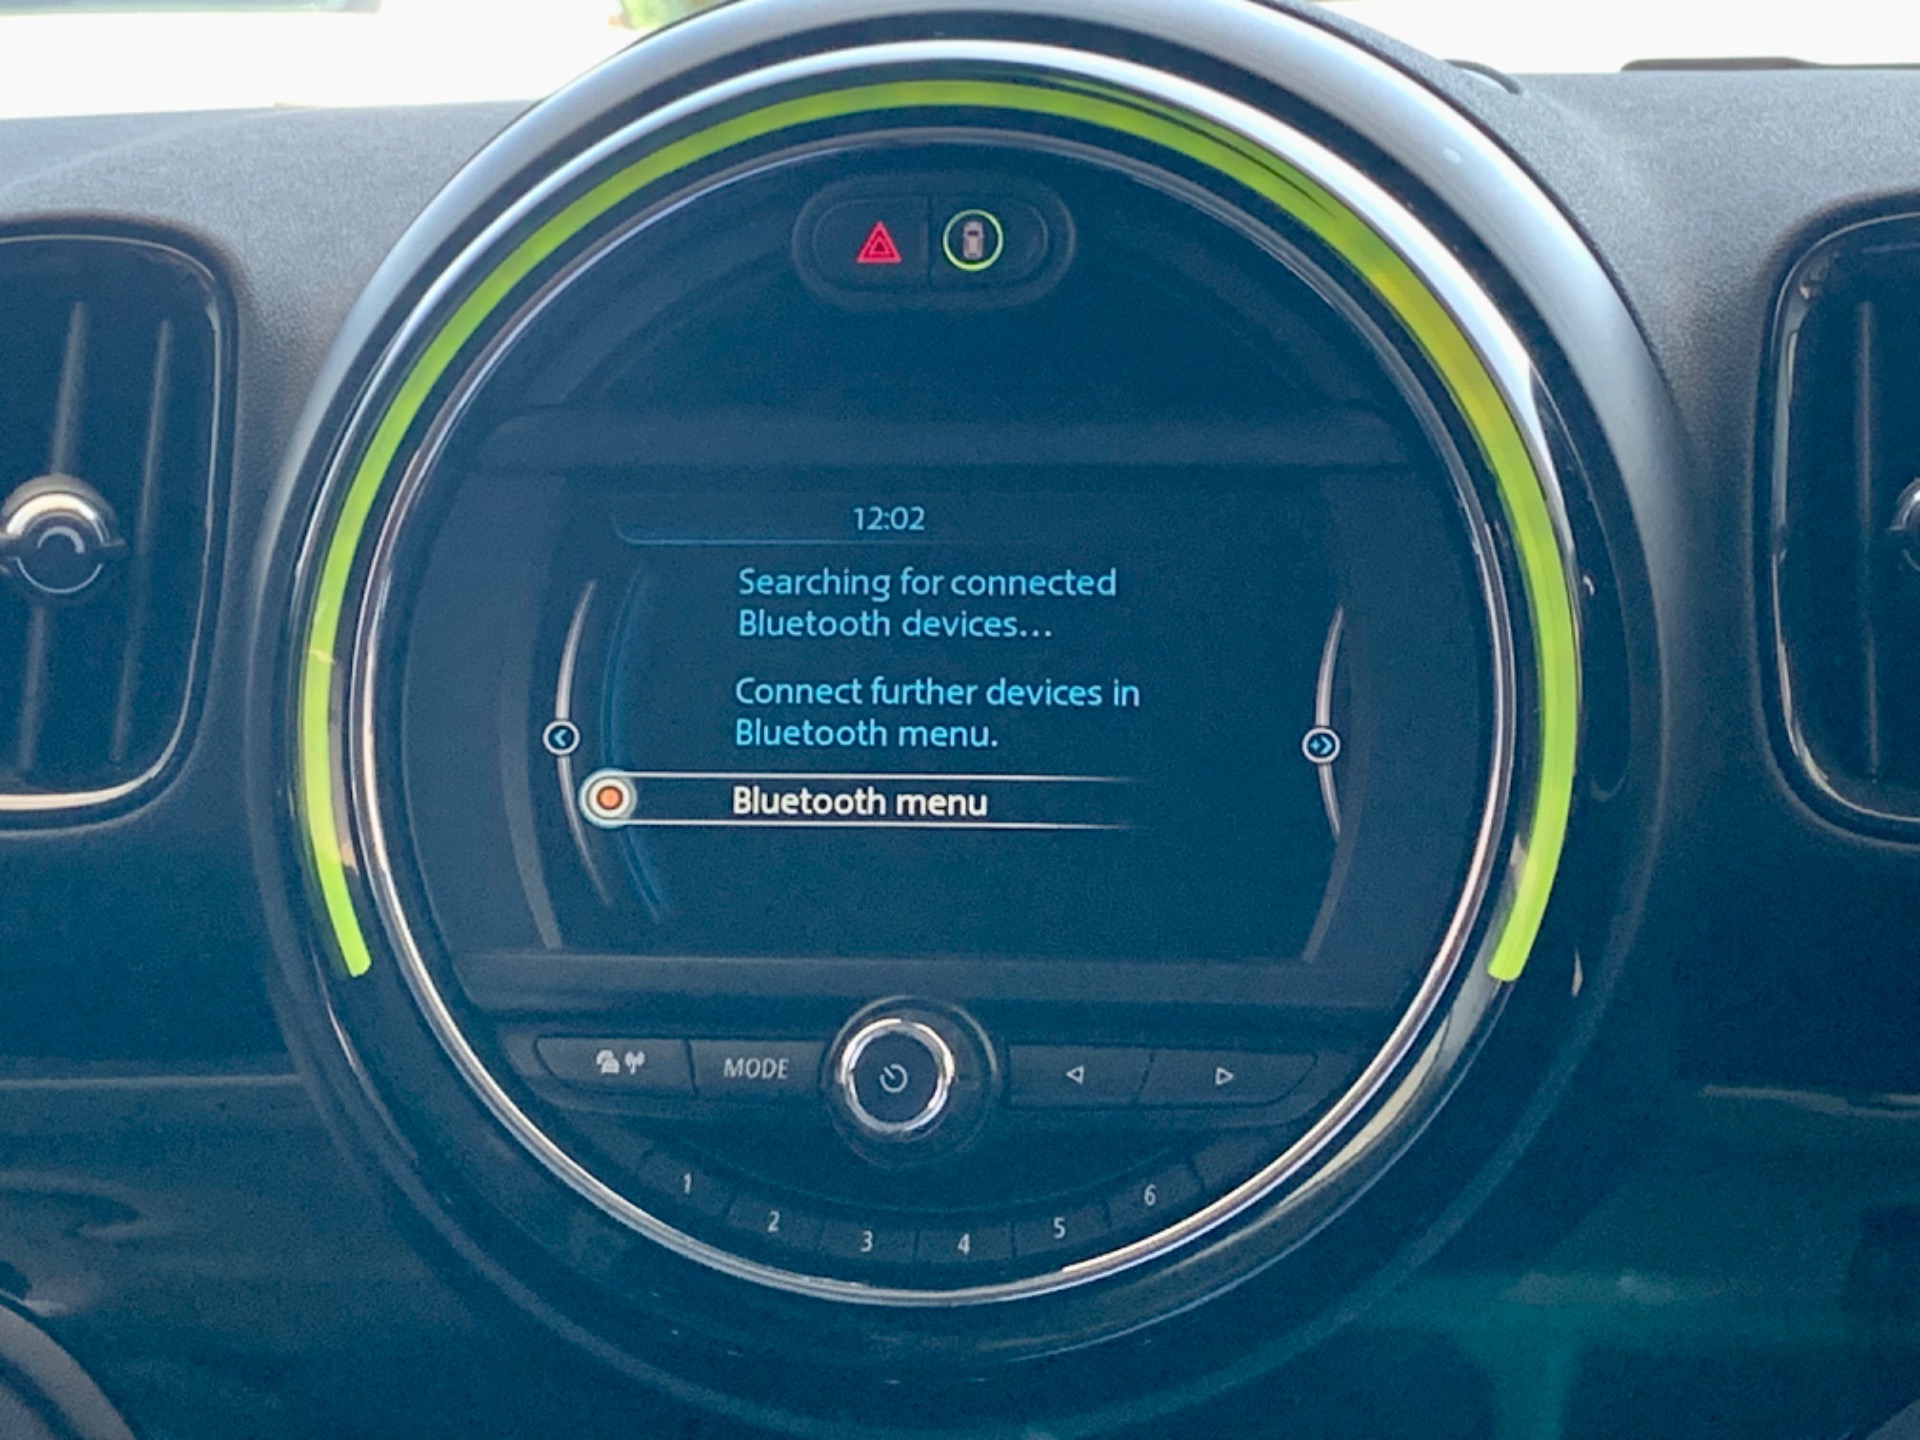 12:02
Searching for connected
Bluetooth devices...
Connect further devices in
Bluetooth menu.
Bluetooth menu
MODE
1
2
3
4
5
6